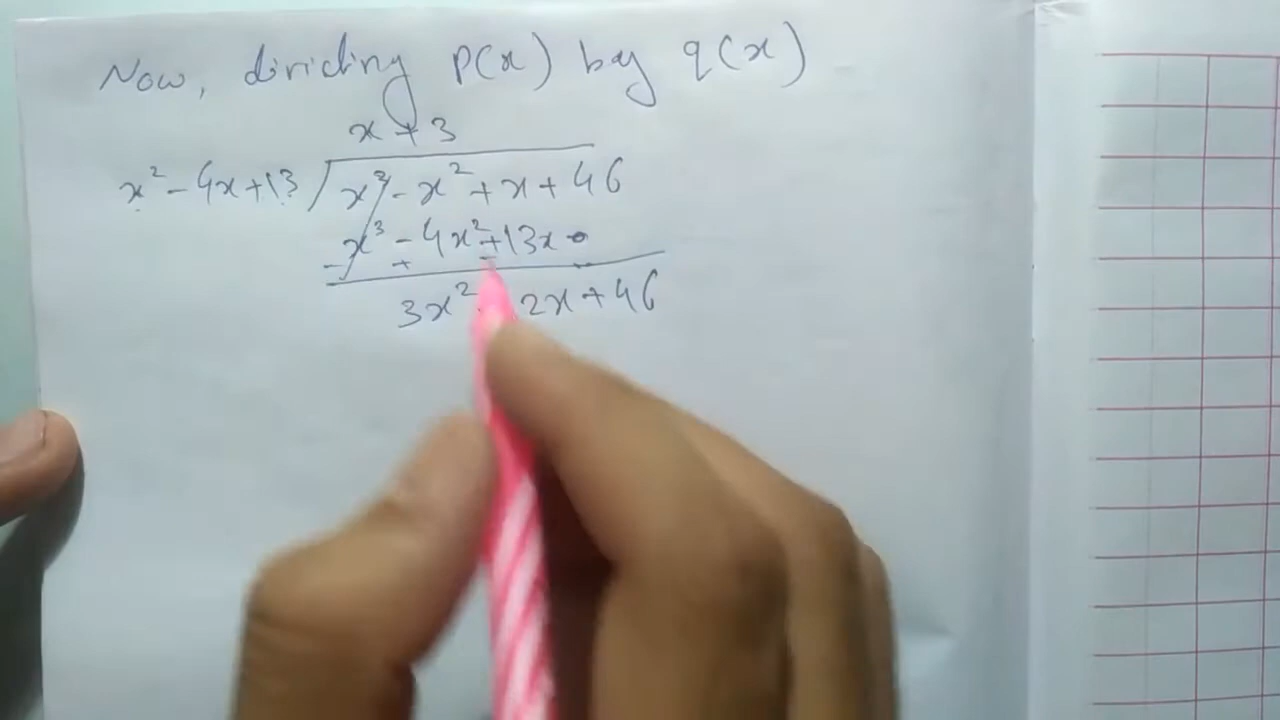 Now, dividing P(x) by q(x)
x + 3
x² - 4x + 13 / x³ - x² + x + 46
x³ - 4x² + 13x
- + -
3x² - 2x + 46